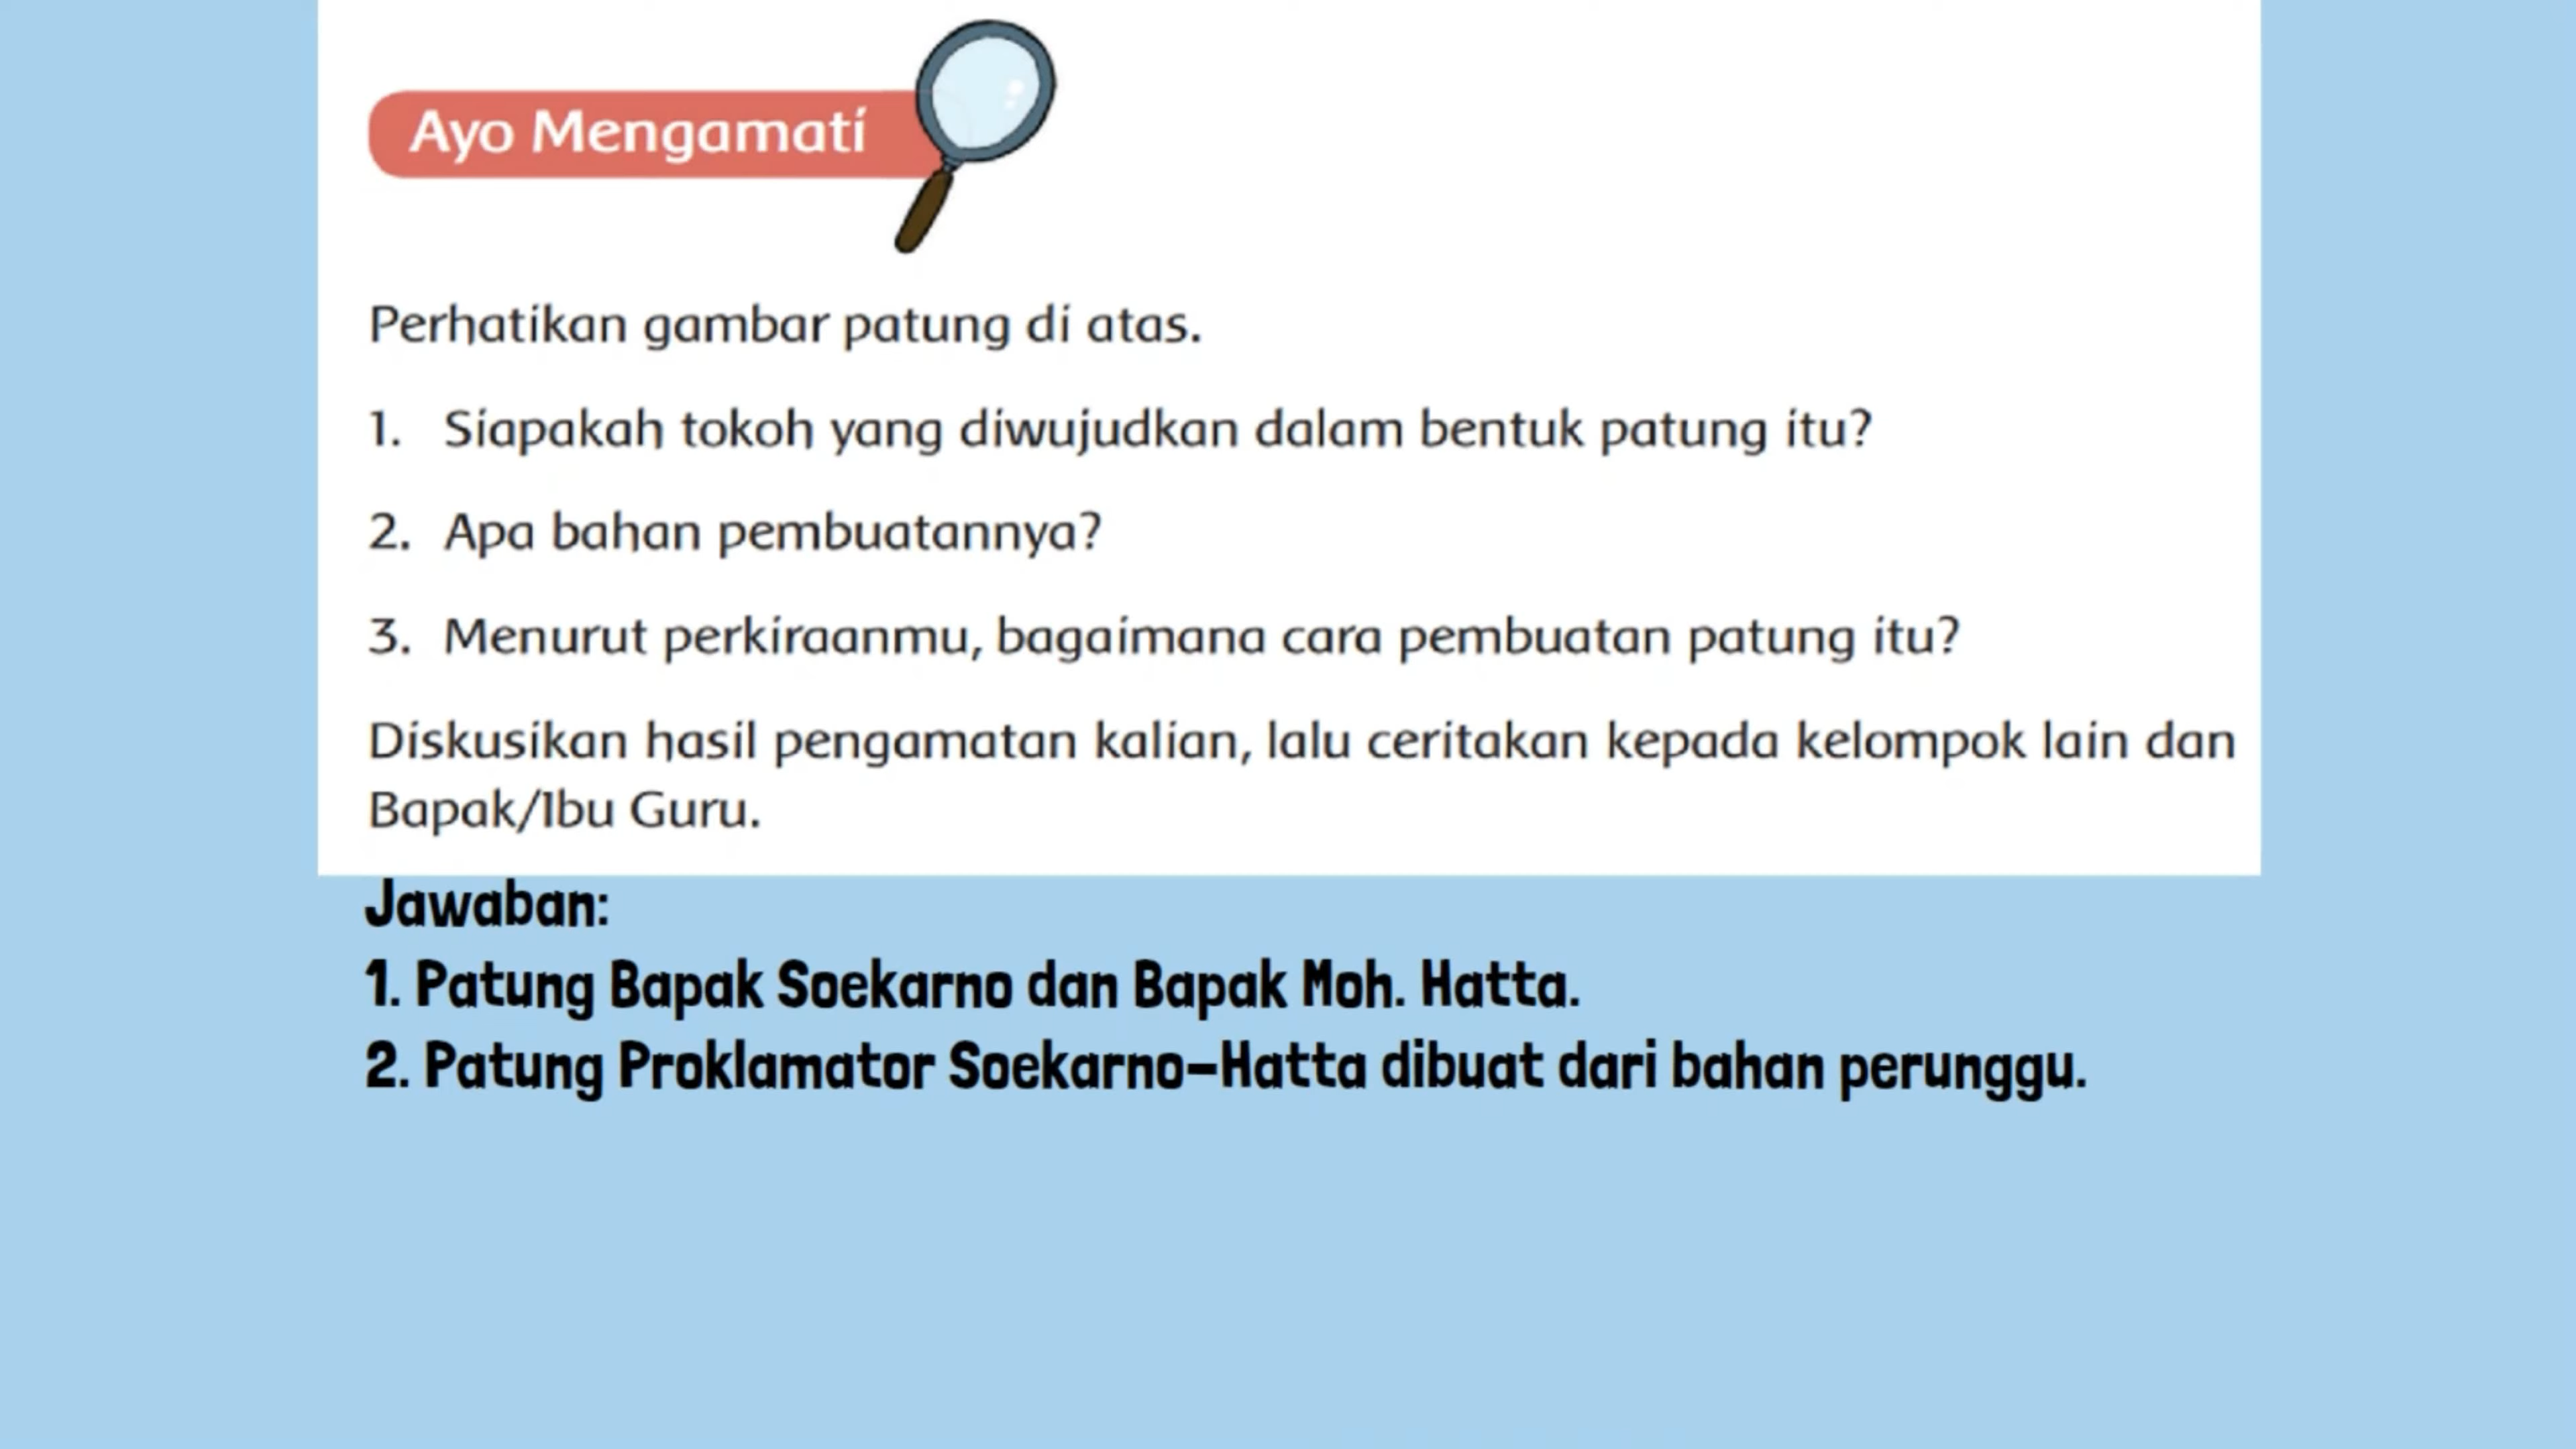 Ayo Mengamati
Perhatikan gambar patung di atas.
1. Siapakah tokoh yang diwujudkan dalam bentuk patung itu?
2. Apa bahan pembuatannya?
3. Menurut perkiraanmu, bagaimana cara pembuatan patung itu?
Diskusikan hasil pengamatan kalian, lalu ceritakan kepada kelompok lain dan
Bapak/Ibu Guru.
Jawaban:
1. Patung Bapak Soekarno dan Bapak Moh. Hatta.
2. Patung Proklamator Soekarno-Hatta dibuat dari bahan perunggu.